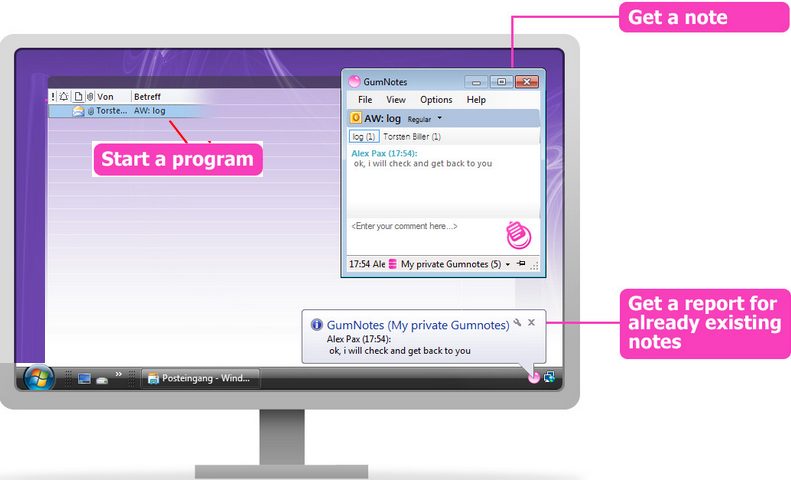 Get a note
GumNotes
File View Options Help
AW: log Regular
log (1) Torsten Biller (1)
Alex Pax (17:54):
ok, i will check and get back to you
<Enter your comment here...>
17:54 Ale My private Gumnotes (5)
! Von Betreff
Torste... AW: log
Start a program
Get a report for
already existing
notes
GumNotes (My private Gumnotes)
Alex Pax (17:54):
ok, i will check and get back to you
Posteingang - Wind...